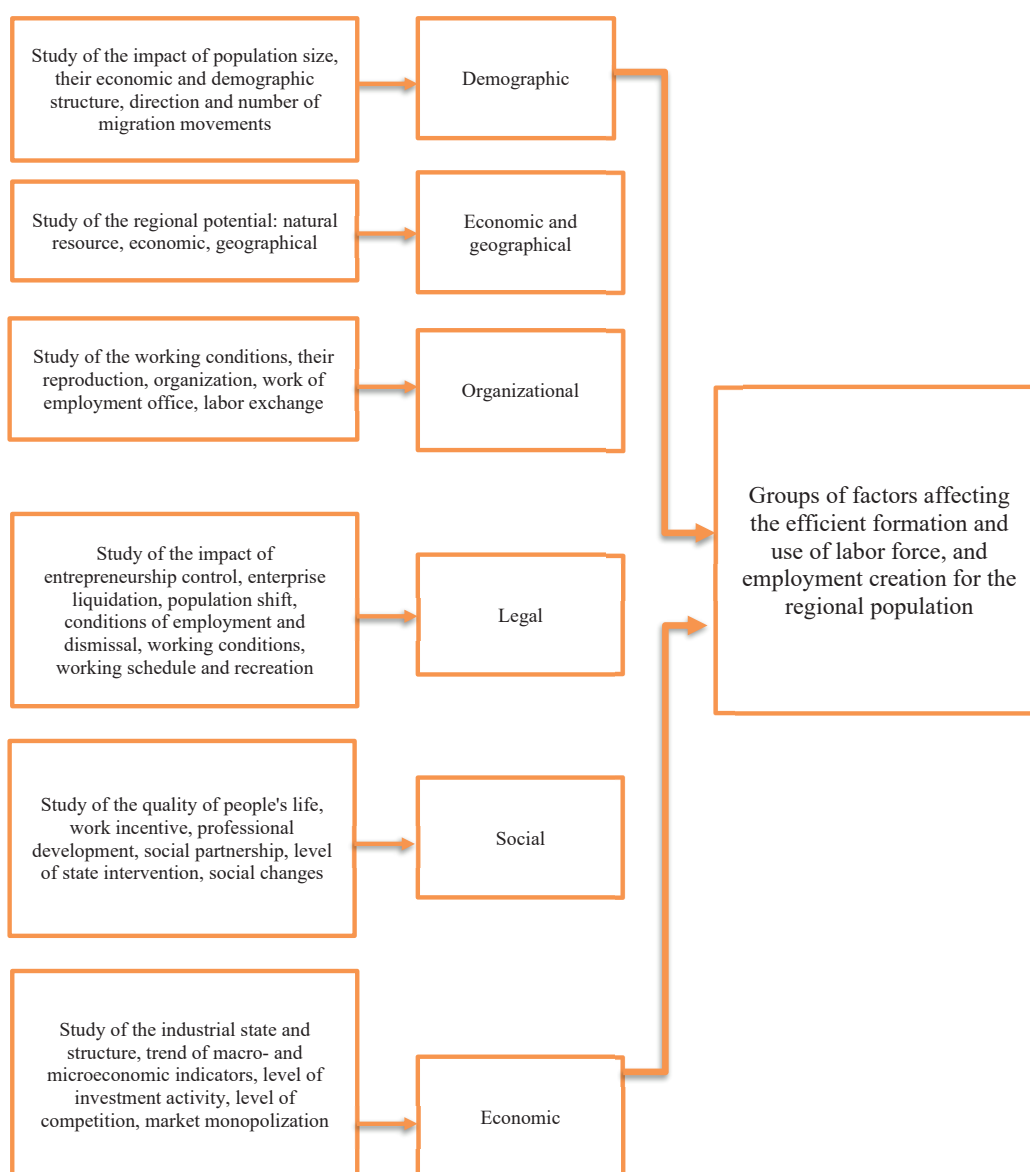 Study of the impact of population size,
their economic and demographic
structure, direction and number of
migration movements
Demographic
Study of the regional potential: natural
resource, economic, geographical
Economic and
geographical
Study of the working conditions, their
reproduction, organization, work of
employment office, labor exchange
Organizational
Groups of factors affecting
the efficient formation and
use of labor force, and
employment creation for the
regional population
Study of the impact of
entrepreneurship control, enterprise
liquidation, population shift,
conditions of employment and
dismissal, working conditions,
working schedule and recreation
Legal
Study of the quality of people's life,
work incentive, professional
development, social partnership, level
of state intervention, social changes
Social
Study of the industrial state and
structure, trend of macro- and
microeconomic indicators, level of
investment activity, level of
competition, market monopolization
Economic